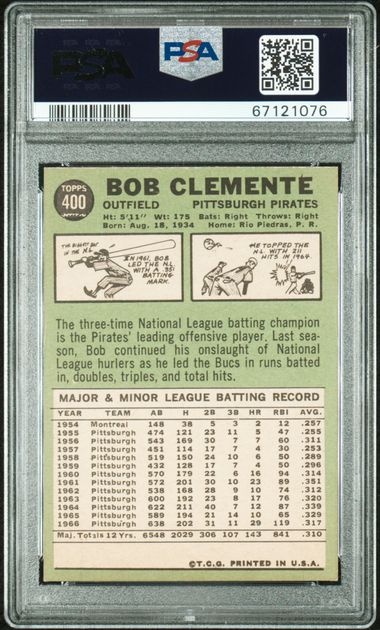 PSA
PSA
67121076
TOPPS
400
BOB CLEMENTE
OUTFIELD PITTSBURGH PIRATES
Ht: 5'11" Wt: 175 Bats: Right Throws: Right
Born: Aug. 18, 1934 Home: Rio Piedras, P. R.
THE BIGGEST BAT IN THE N.L.
IN 1961, BOB LED THE N.L. WITH A .351 BATTING MARK.
HE TOPPED THE N.L. WITH 211 HITS IN 1964.
The three-time National League batting champion
is the Pirates' leading offensive player. Last sea-
son, Bob continued his onslaught of National
League hurlers as he led the Bucs in runs batted
in, doubles, triples, and total hits.
MAJOR & MINOR LEAGUE BATTING RECORD
YEAR TEAM AB H 2B 3B HR RBI AVG.
1954 Montreal 148 38 5 3 2 12 .257
1955 Pittsburgh 474 121 23 11 5 47 .255
1956 Pittsburgh 543 169 30 7 7 60 .311
1957 Pittsburgh 451 114 17 7 4 30 .253
1958 Pittsburgh 519 150 24 10 6 50 .289
1959 Pittsburgh 432 128 17 7 4 50 .296
1960 Pittsburgh 570 179 22 6 16 94 .314
1961 Pittsburgh 572 201 30 10 23 89 .351
1962 Pittsburgh 538 168 28 9 10 74 .312
1963 Pittsburgh 600 192 23 8 17 76 .320
1964 Pittsburgh 622 211 40 7 12 87 .339
1965 Pittsburgh 589 194 21 14 10 65 .329
1966 Pittsburgh 638 202 31 11 29 119 .317
Maj. Totals 12 Yrs. 6548 2029 306 107 143 841 .310
©T.C.G. PRINTED IN U.S.A.